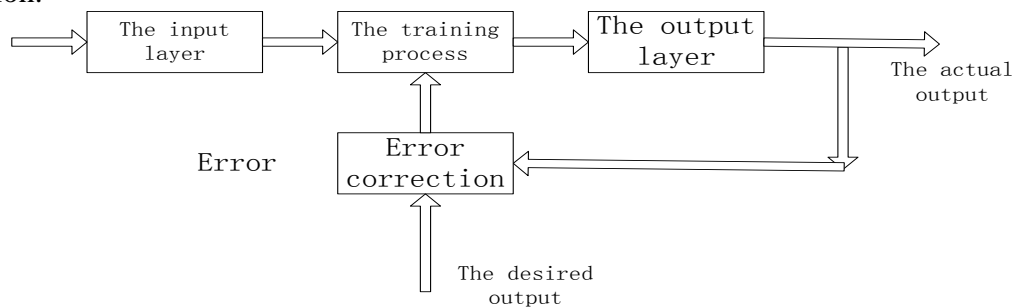 The input
layer
The training
process
The output
layer
The actual
output
Error
Error
correction
The desired
output